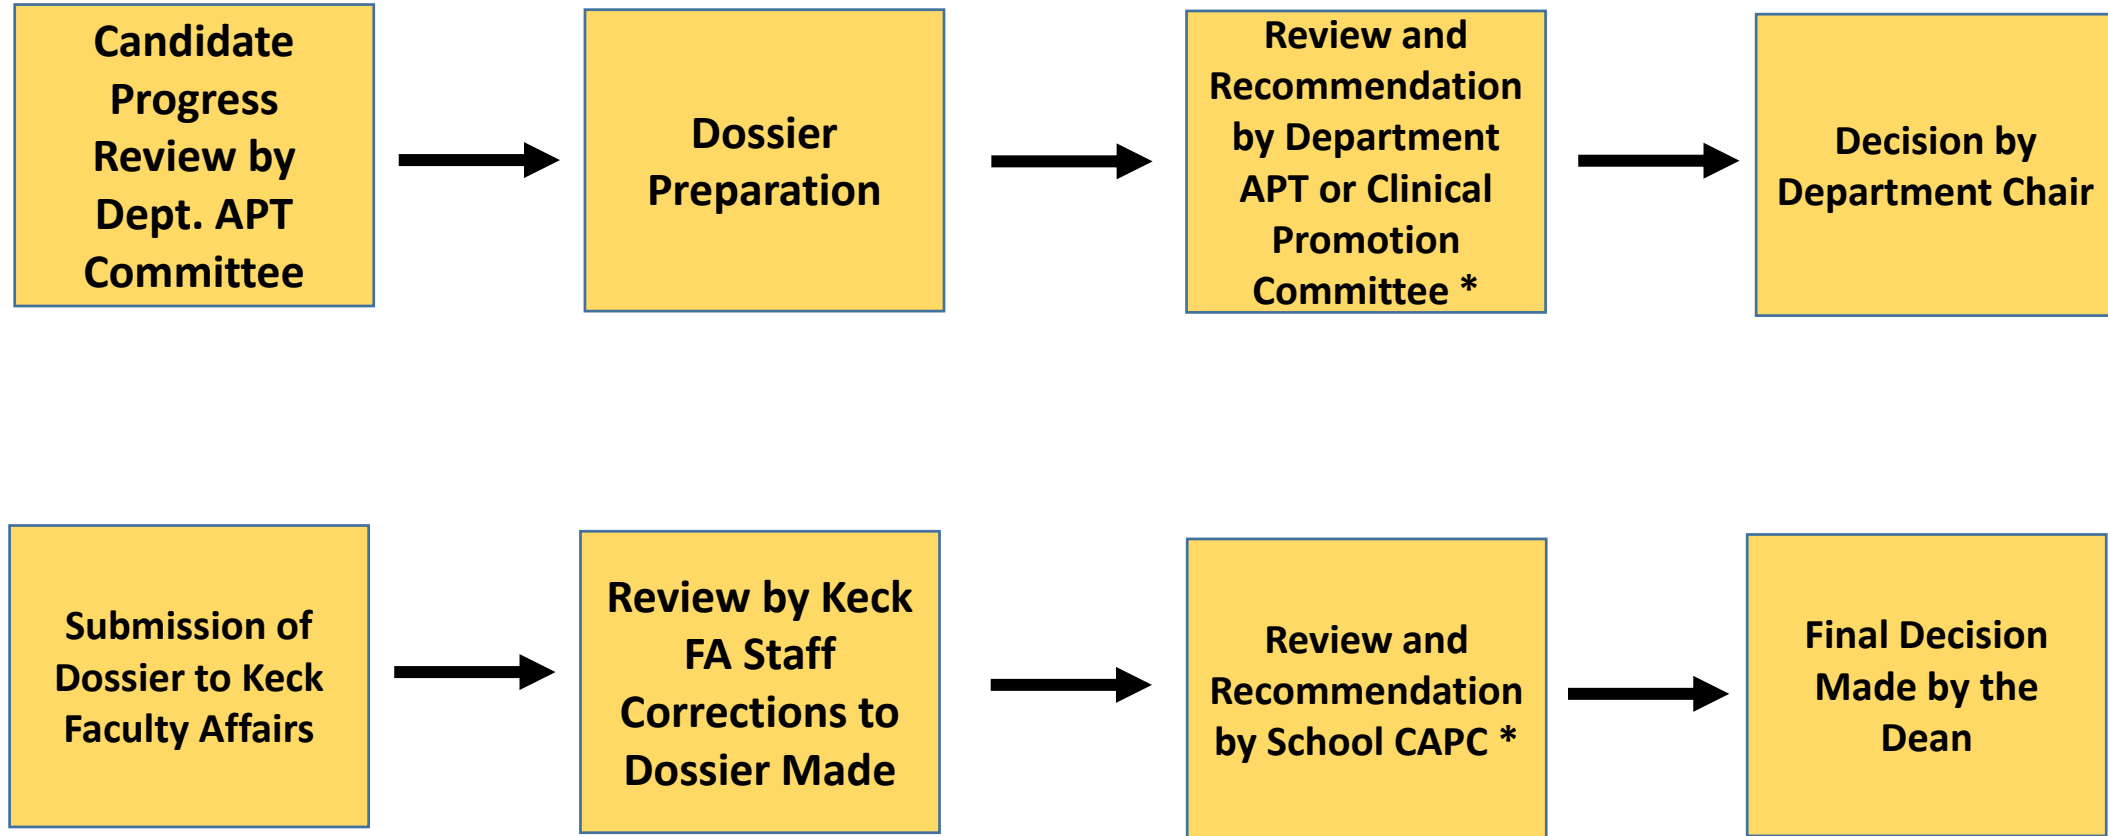 Candidate
Progress
Review by
Dept. APT
Committee
Dossier
Preparation
Review and
Recommendation
by Department
APT or Clinical
Promotion
Committee *
Decision by
Department Chair
Submission of
Dossier to Keck
Faculty Affairs
Review by Keck
FA Staff
Corrections to
Dossier Made
Review and
Recommendation
by School CAPC *
Final Decision
Made by the
Dean